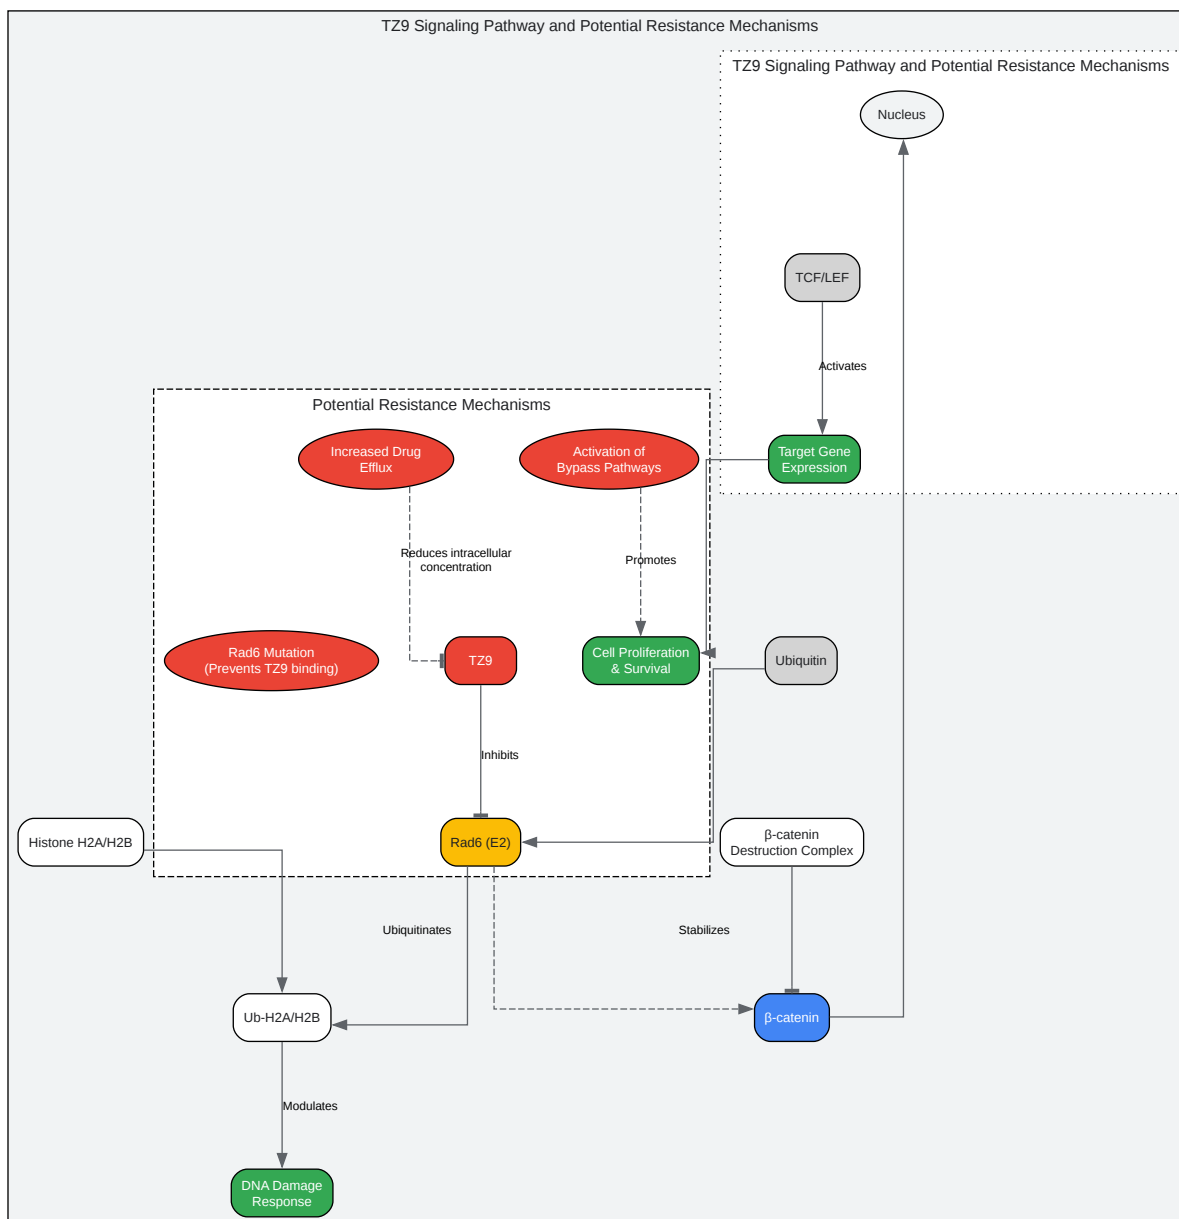 TZ9 Signaling Pathway and Potential Resistance Mechanisms
TZ9 Signaling Pathway and Potential Resistance Mechanisms
Nucleus
TCF/LEF
Activates
Potential Resistance Mechanisms
Increased Drug
Efflux
Activation of
Bypass Pathways
Target Gene
Expression
Reduces intracellular
concentration
Promotes
Rad6 Mutation
(Prevents TZ9 binding)
TZ9
Cell Proliferation
& Survival
Ubiquitin
Inhibits
Histone H2A/H2B
Rad6 (E2)
β-catenin
Destruction Complex
Ubiquitinates
Stabilizes
Ub-H2A/H2B
β-catenin
Modulates
DNA Damage
Response